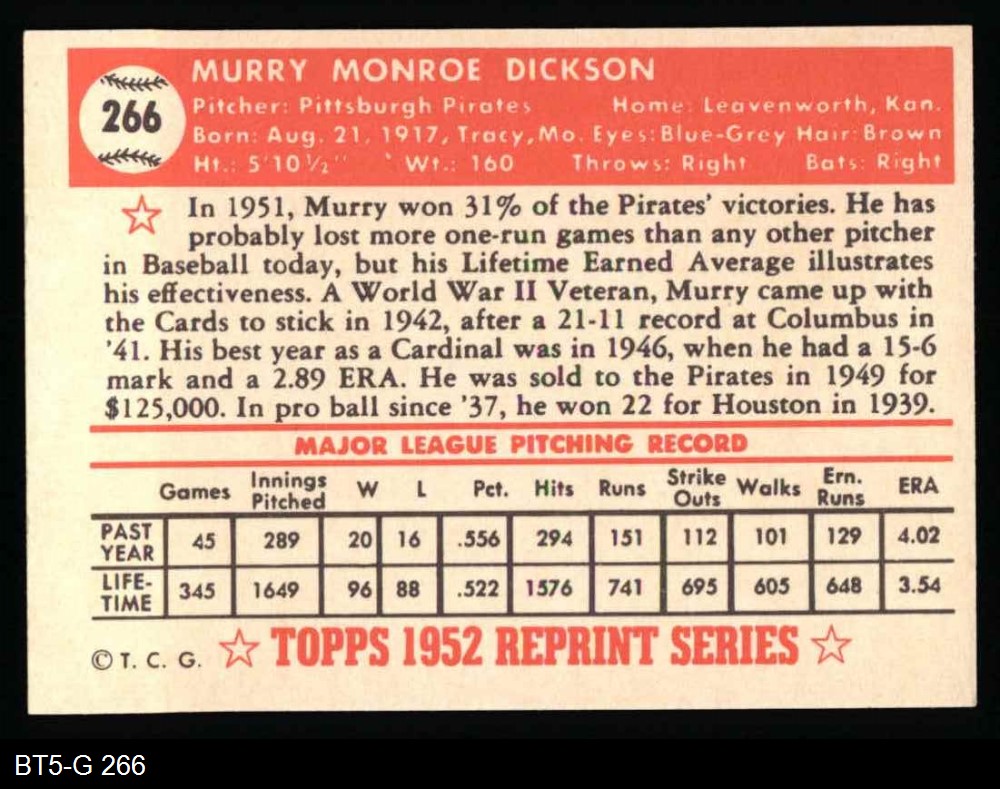 MURRY MONROE DICKSON
266
Pitcher: Pittsburgh Pirates Home: Leavenworth, Kan.
Born: Aug. 21, 1917, Tracy, Mo. Eyes: Blue-Grey Hair: Brown
Ht.: 5'10½" Wt.: 160 Throws: Right Bats: Right
In 1951, Murry won 31% of the Pirates' victories. He has
probably lost more one-run games than any other pitcher
in Baseball today, but his Lifetime Earned Average illustrates
his effectiveness. A World War II Veteran, Murry came up with
the Cards to stick in 1942, after a 21-11 record at Columbus in
'41. His best year as a Cardinal was in 1946, when he had a 15-6
mark and a 2.89 ERA. He was sold to the Pirates in 1949 for
$125,000. In pro ball since '37, he won 22 for Houston in 1939.
MAJOR LEAGUE PITCHING RECORD
Games Innings Pitched W L Pct. Hits Runs Strike Outs Walks Ern. Runs ERA
PAST YEAR 45 289 20 16 .556 294 151 112 101 129 4.02
LIFE-TIME 345 1649 96 88 .522 1576 741 695 605 648 3.54
© T. C. G. ☆ TOPPS 1952 REPRINT SERIES ☆
BT5-G 266